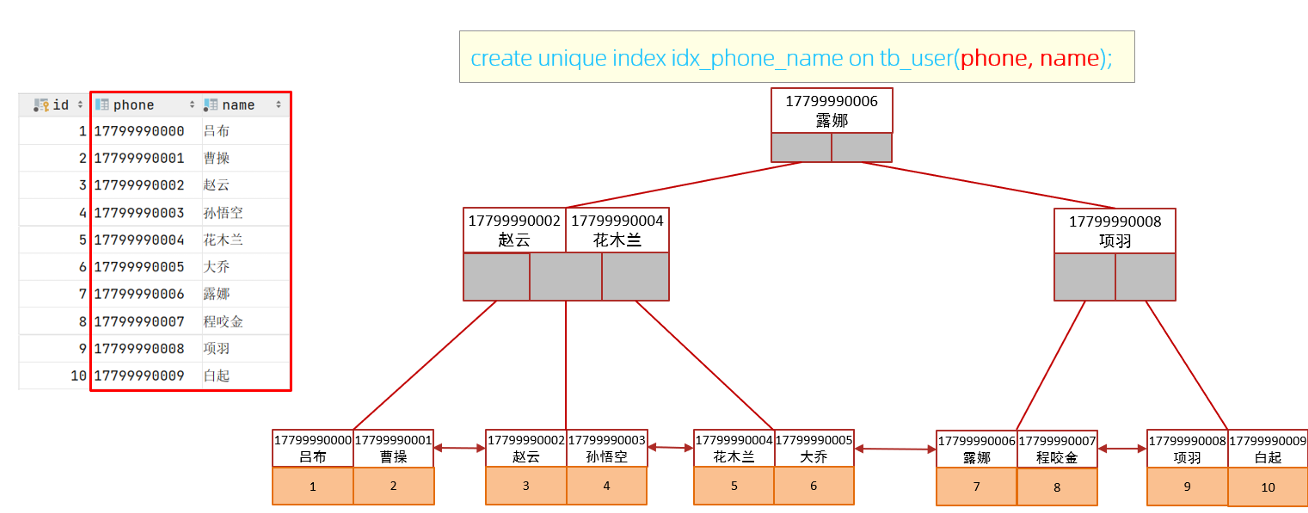 create unique index idx_phone_name on tb_user(phone, name);
id phone name
1 17799990000 吕布
2 17799990001 曹操
3 17799990002 赵云
4 17799990003 孙悟空
5 17799990004 花木兰
6 17799990005 大乔
7 17799990006 露娜
8 17799990007 程咬金
9 17799990008 项羽
10 17799990009 白起
17799990006
露娜
17799990002 17799990004
赵云 花木兰
17799990008
项羽
17799990000 17799990001
吕布 曹操
1 2
17799990002 17799990003
赵云 孙悟空
3 4
17799990004 17799990005
花木兰 大乔
5 6
17799990006 17799990007
露娜 程咬金
7 8
17799990008 17799990009
项羽 白起
9 10